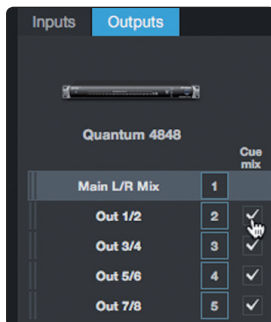 Inputs Outputs
Quantum 4848
Cue
mix
Main L/R Mix 1
Out 1/2 2
Out 3/4 3
Out 5/6 4
Out 7/8 5